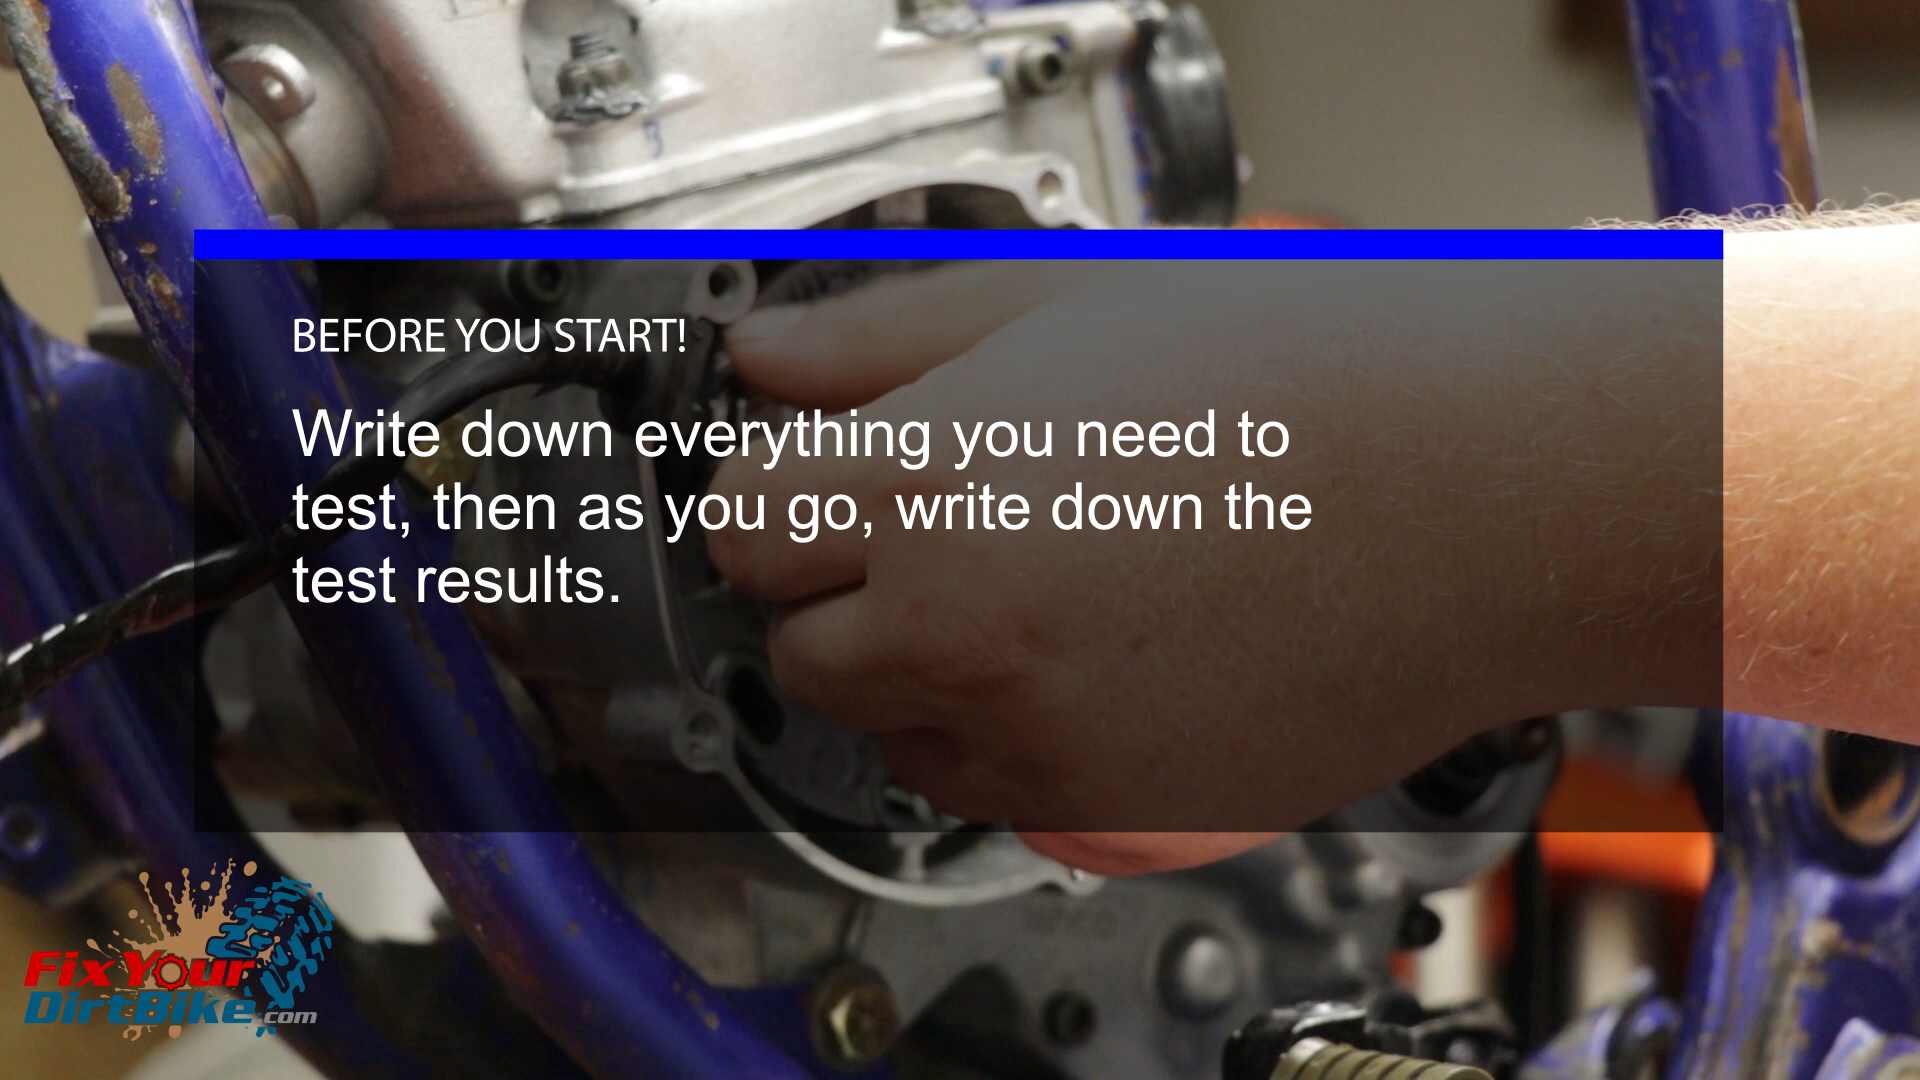 BEFORE YOU START!
Write down everything you need to
test, then as you go, write down the
test results.
FixYour
DirtBike.com